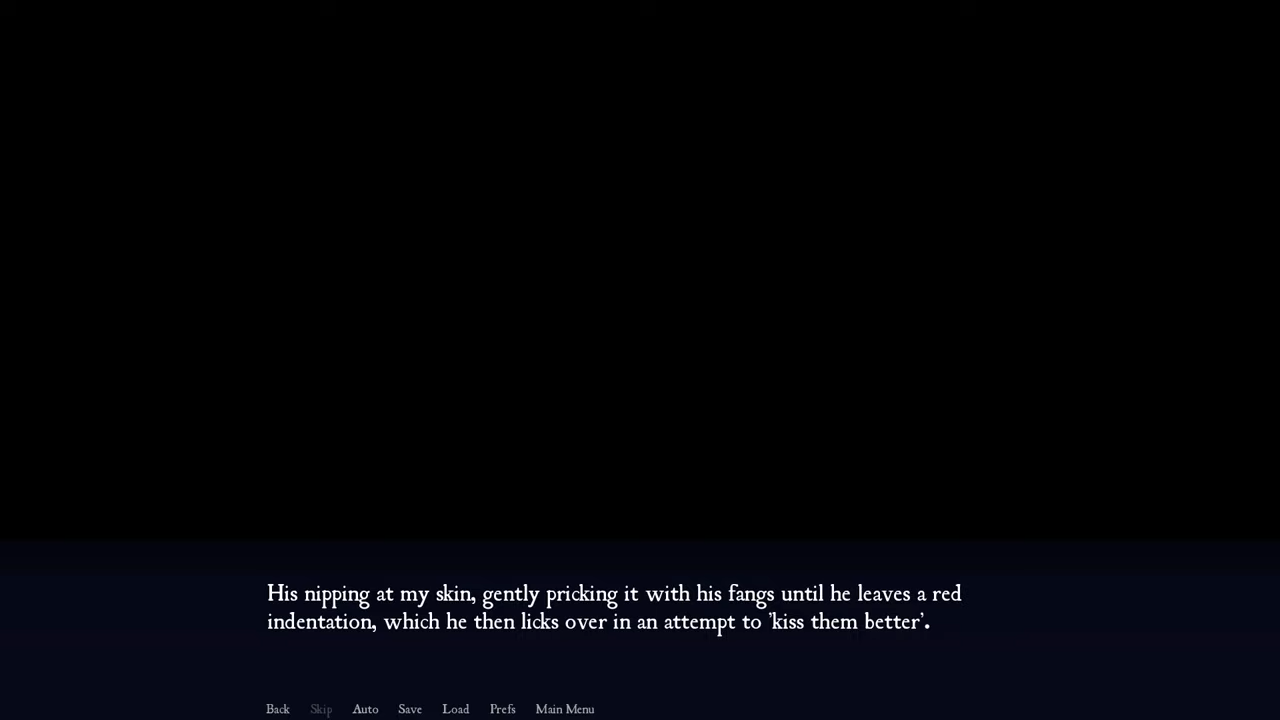 His nipping at my skin, gently pricking it with his fangs until he leaves a red
indentation, which he then licks over in an attempt to 'kiss them better'.
Back Skip Auto Save Load Prefs Main Menu